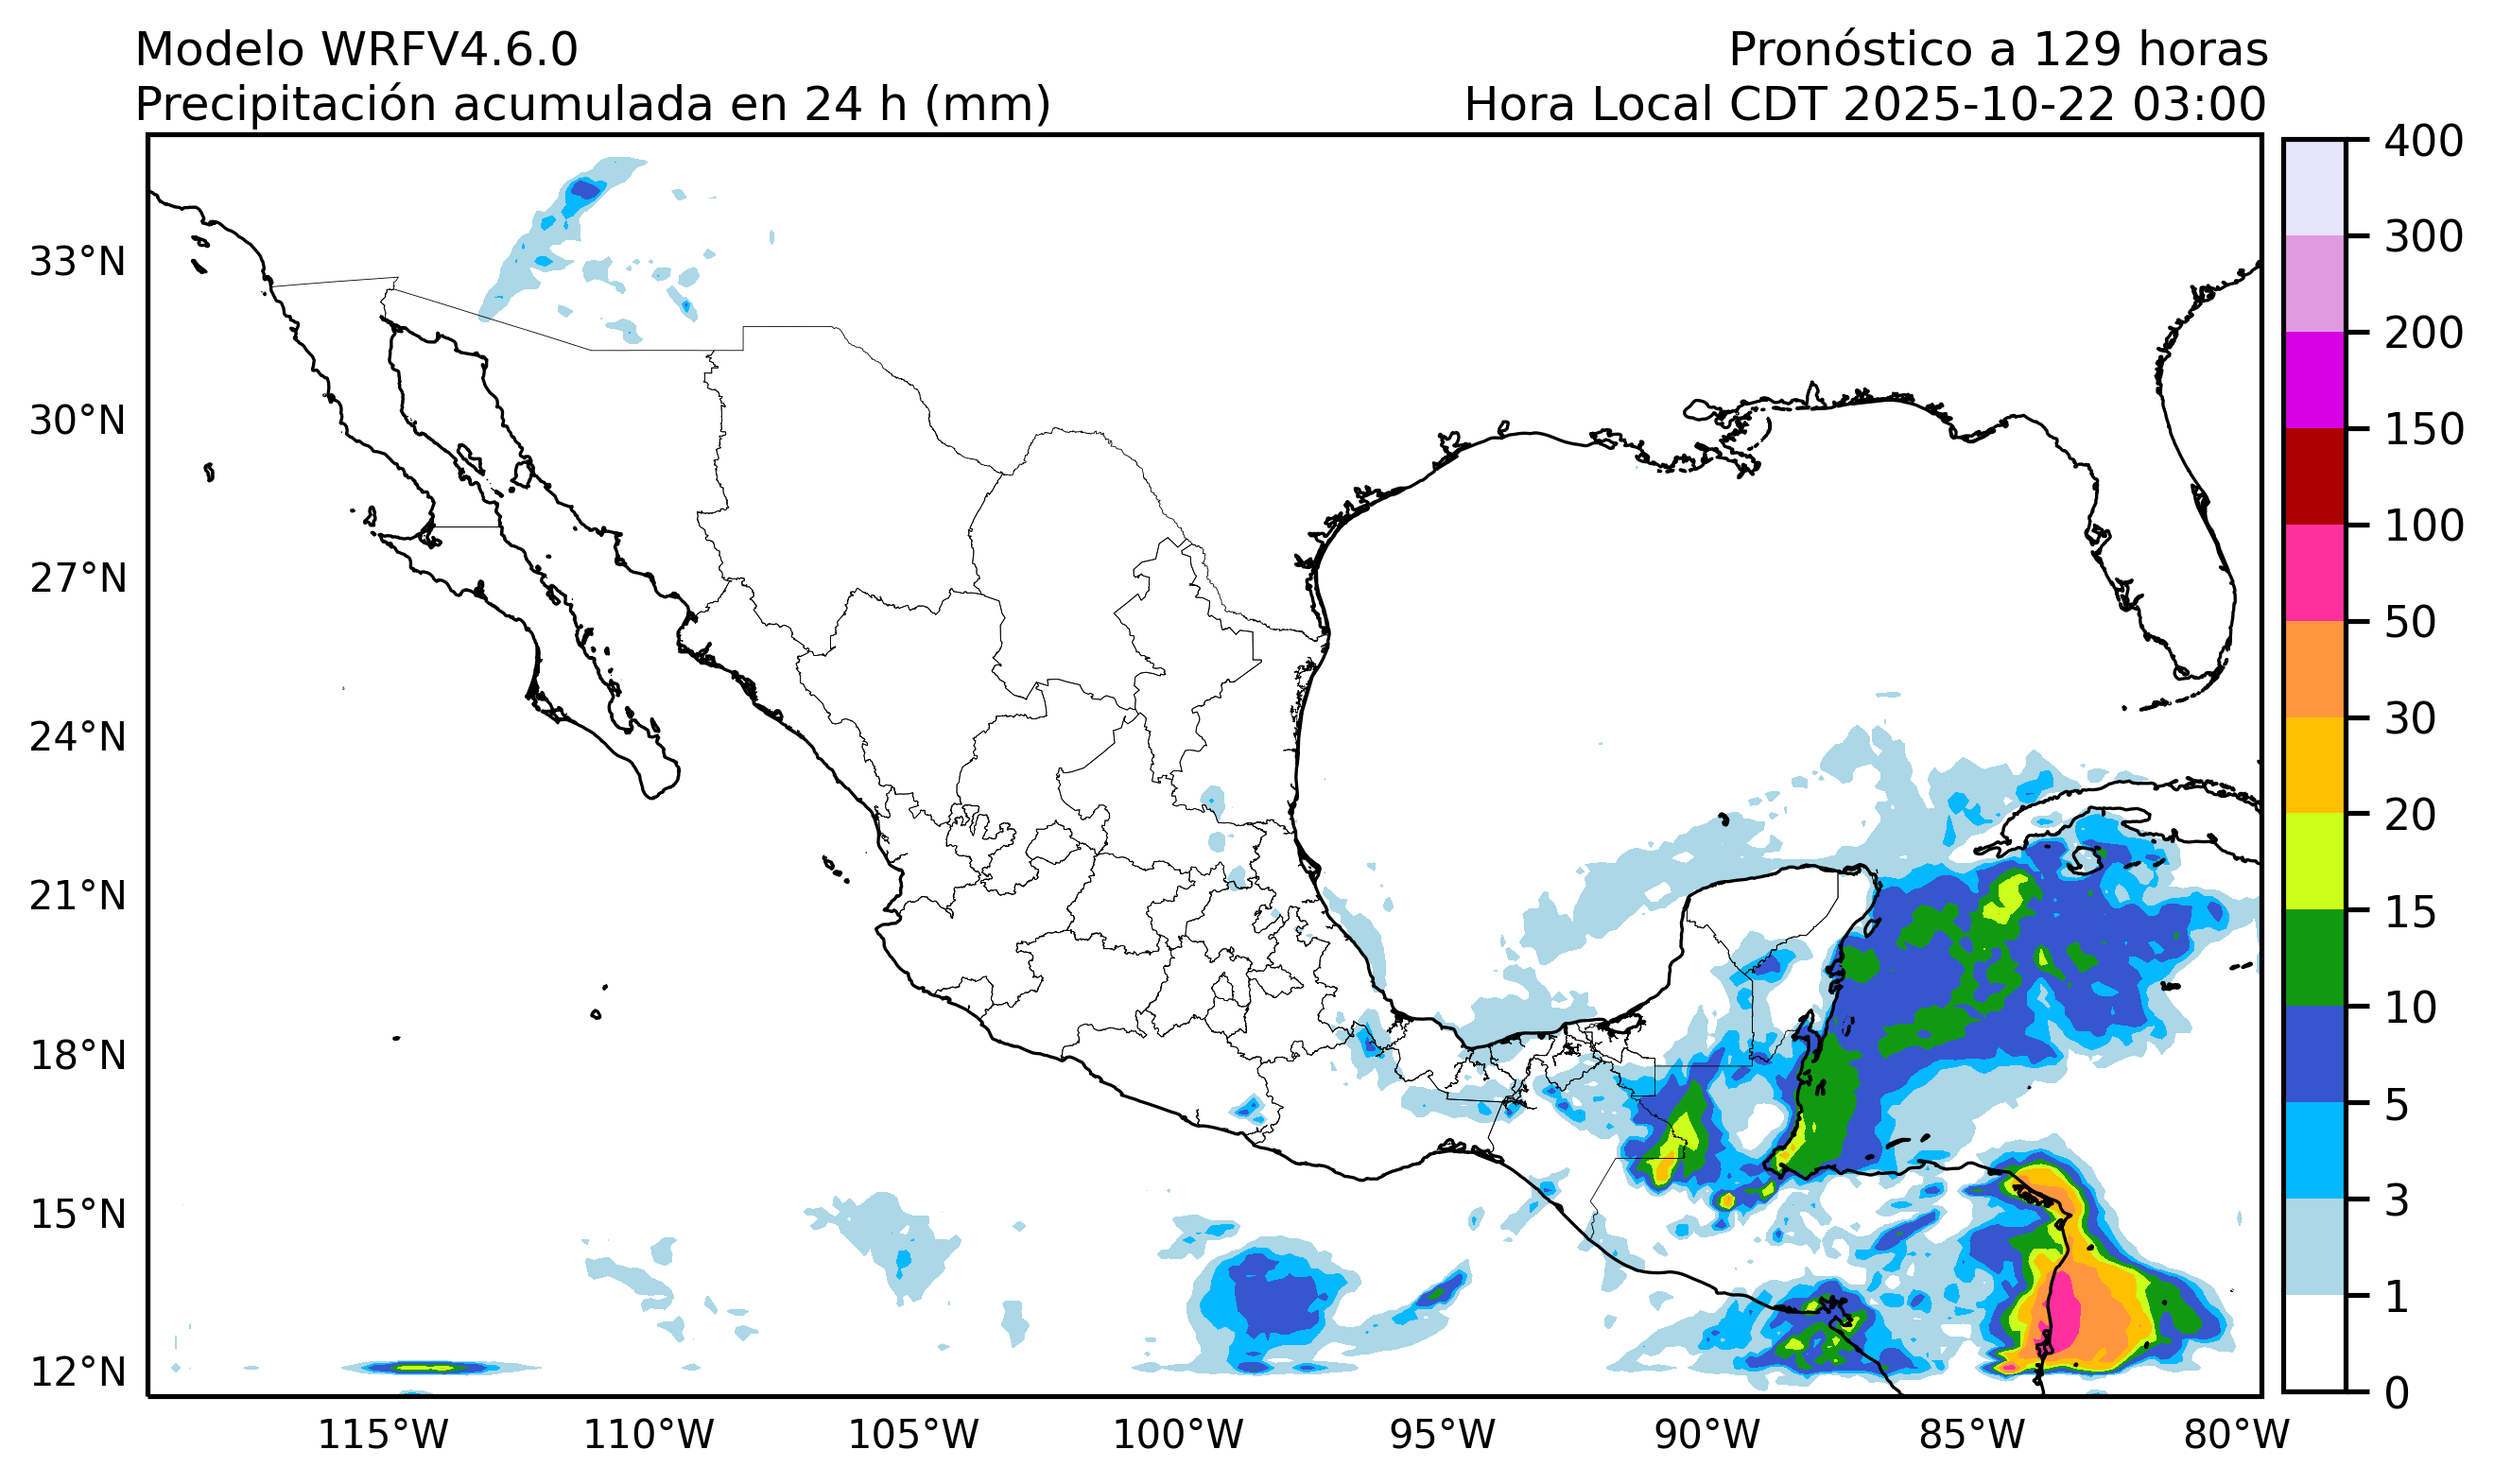 Modelo WRFV4.6.0
Pronóstico a 129 horas
Precipitación acumulada en 24 h (mm)
Hora Local CDT 2025-10-22 03:00
33°N
30°N
27°N
24°N
21°N
18°N
15°N
12°N
115°W
110°W
105°W
100°W
95°W
90°W
85°W
80°W
400
300
200
150
100
50
30
20
15
10
5
3
1
0